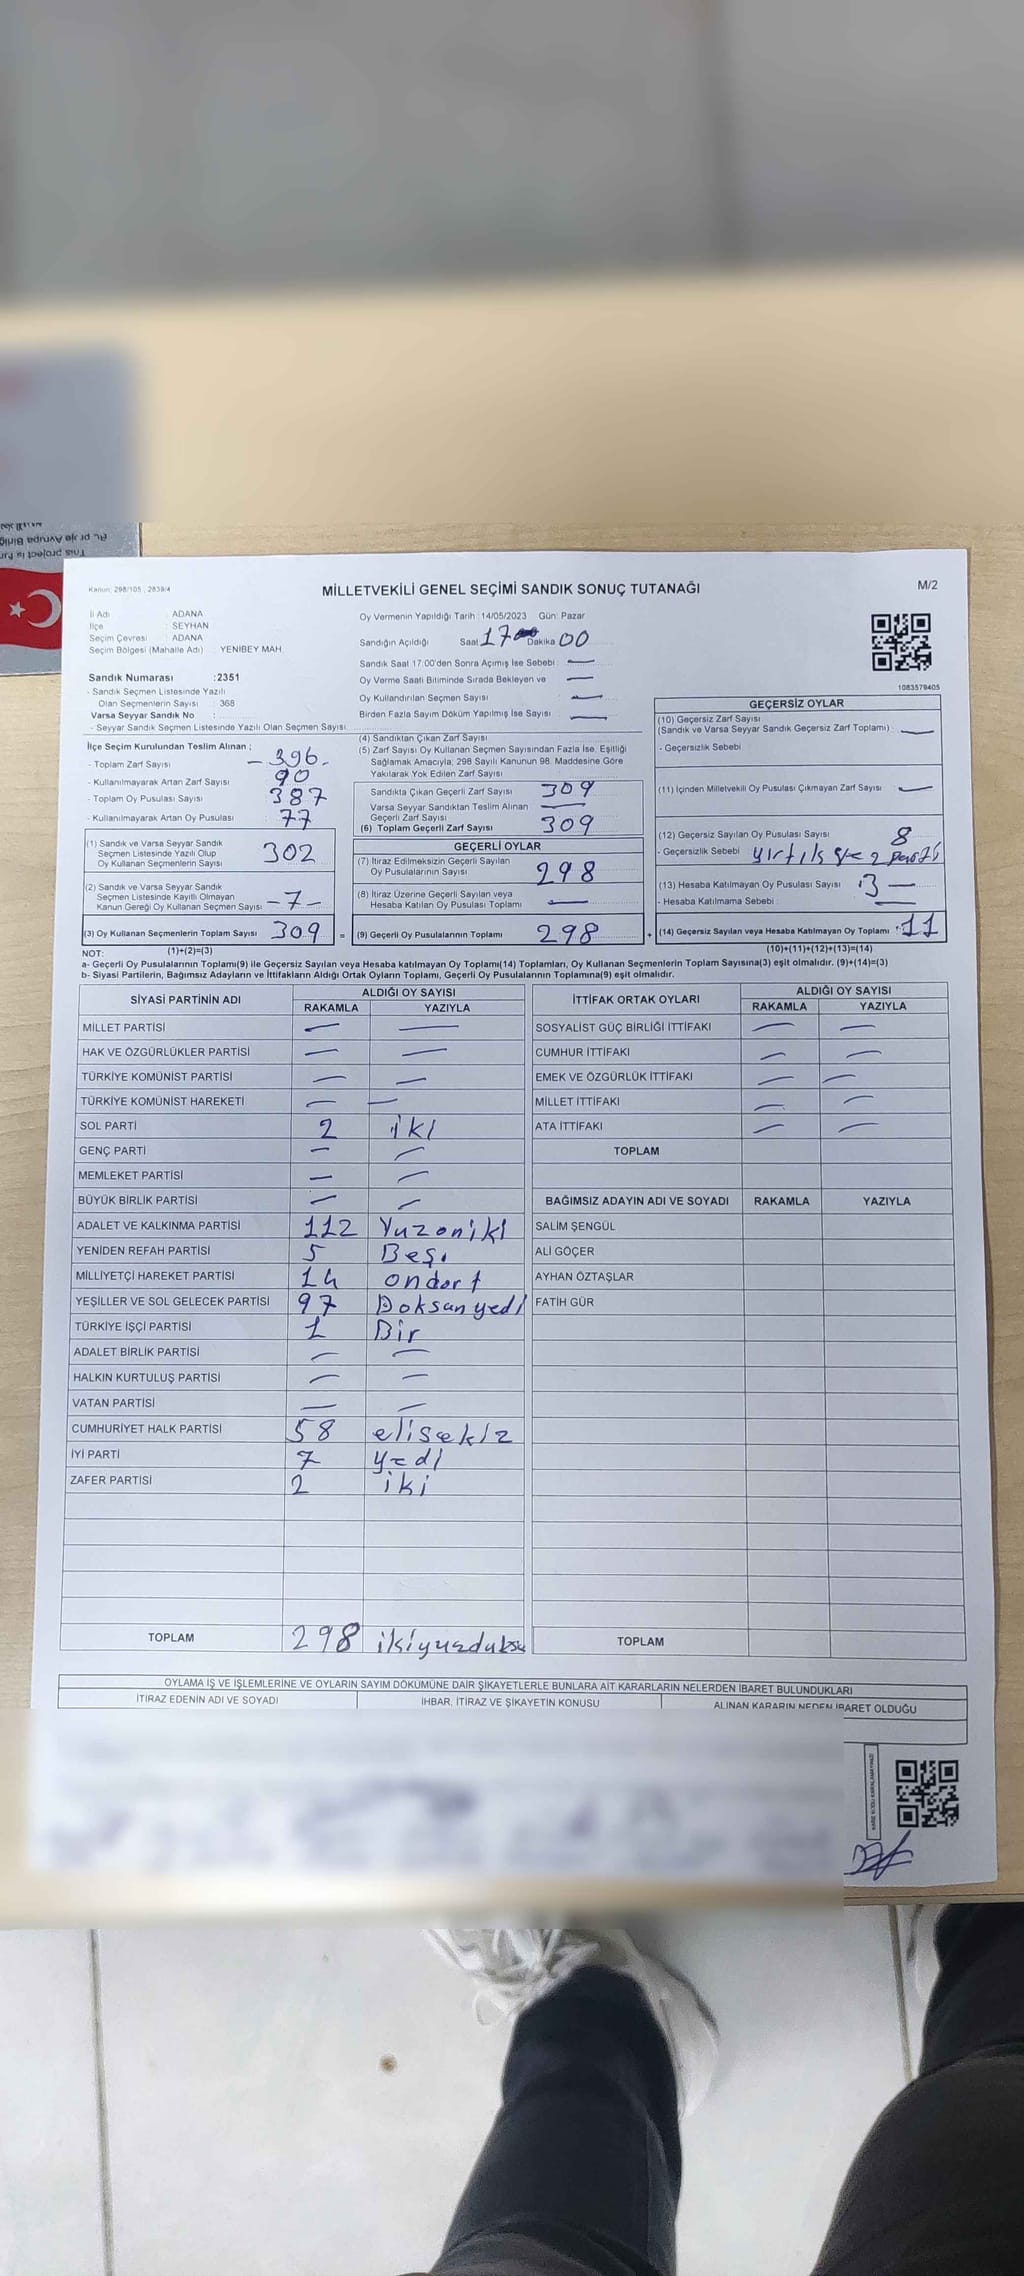 Kanun: 298/105 , 2839/4
MİLLETVEKİLİ GENEL SEÇİMİ SANDIK SONUÇ TUTANAĞI
M/2
İl Adı : ADANA
İlçe : SEYHAN
Seçim Çevresi : ADANA
Seçim Bölgesi (Mahalle Adı) : YENİBEY MAH.
Sandık Numarası :2351
- Sandık Seçmen Listesinde Yazılı
Olan Seçmenlerin Sayısı : 368
Varsa Seyyar Sandık No :
- Seyyar Sandık Seçmen Listesinde Yazılı Olan Seçmen Sayısı:
Oy Vermenin Yapıldığı Tarih :14/05/2023 Gün: Pazar
Sandığın Açıldığı Saat 17 Dakika 00
Sandık Saat 17.00'den Sonra Açılmış İse Sebebi: —
Oy Verme Saati Bitiminde Sırada Bekleyen ve —
Oy Kullandırılan Seçmen Sayısı —
Birden Fazla Sayım Döküm Yapılmış İse Sayısı —
1083579405
İlçe Seçim Kurulundan Teslim Alınan ;
- Toplam Zarf Sayısı - 396 -
- Kullanılmayarak Artan Zarf Sayısı 90
- Toplam Oy Pusulası Sayısı 387
- Kullanılmayarak Artan Oy Pusulası 77
(1) Sandık ve Varsa Seyyar Sandık
Seçmen Listesinde Yazılı Olup
Oy Kullanan Seçmenlerin Sayısı 302
(2) Sandık ve Varsa Seyyar Sandık
Seçmen Listesinde Kayıtlı Olmayan
Kanun Gereği Oy Kullanan Seçmen Sayısı - 7 -
(3) Oy Kullanan Seçmenlerin Toplam Sayısı 309 =
(4) Sandıktan Çıkan Zarf Sayısı
(5) Zarf Sayısı Oy Kullanan Seçmen Sayısından Fazla İse, Eşitliği
Sağlamak Amacıyla; 298 Sayılı Kanunun 98. Maddesine Göre
Yakılarak Yok Edilen Zarf Sayısı
Sandıkta Çıkan Geçerli Zarf Sayısı 309
Varsa Seyyar Sandıktan Teslim Alınan
Geçerli Zarf Sayısı —
(6) Toplam Geçerli Zarf Sayısı 309
GEÇERLİ OYLAR
(7) İtiraz Edilmeksizin Geçerli Sayılan
Oy Pusulalarının Sayısı 298
(8) İtiraz Üzerine Geçerli Sayılan veya
Hesaba Katılan Oy Pusulası Toplamı —
(9) Geçerli Oy Pusulalarının Toplamı 298 +
GEÇERSİZ OYLAR
(10) Geçersiz Zarf Sayısı
(Sandık ve Varsa Seyyar Sandık Geçersiz Zarf Toplamı) —
- Geçersizlik Sebebi
(11) İçinden Milletvekili Oy Pusulası Çıkmayan Zarf Sayısı —
(12) Geçersiz Sayılan Oy Pusulası Sayısı 8
- Geçersizlik Sebebi
(13) Hesaba Katılmayan Oy Pusulası Sayısı 3 —
- Hesaba Katılmama Sebebi :
(14) Geçersiz Sayılan veya Hesaba Katılmayan Oy Toplamı 11
NOT: (1)+(2)=(3) (10)+(11)+(12)+(13)=(14)
a- Geçerli Oy Pusulalarının Toplamı(9) ile Geçersiz Sayılan veya Hesaba katılmayan Oy Toplamı(14) Toplamları, Oy Kullanan Seçmenlerin Toplam Sayısına(3) eşit olmalıdır. (9)+(14)=(3)
b- Siyasi Partilerin, Bağımsız Adayların ve İttifakların Aldığı Ortak Oyların Toplamı, Geçerli Oy Pusulalarının Toplamına(9) eşit olmalıdır.
SİYASİ PARTİNİN ADI ALDIĞI OY SAYISI
RAKAMLA YAZIYLA
MİLLET PARTİSİ — —
HAK VE ÖZGÜRLÜKLER PARTİSİ — —
TÜRKİYE KOMÜNİST PARTİSİ — —
TÜRKİYE KOMÜNİST HAREKETİ — —
SOL PARTİ 2 iki
GENÇ PARTİ — —
MEMLEKET PARTİSİ — —
BÜYÜK BİRLİK PARTİSİ — —
ADALET VE KALKINMA PARTİSİ 112 Yuzoniki
YENİDEN REFAH PARTİSİ 5 Beş.
MİLLİYETÇİ HAREKET PARTİSİ 14 ondort
YEŞİLLER VE SOL GELECEK PARTİSİ 97 Doksanyedi
TÜRKİYE İŞÇİ PARTİSİ 1 Bir
ADALET BİRLİK PARTİSİ — —
HALKIN KURTULUŞ PARTİSİ — —
VATAN PARTİSİ — —
CUMHURİYET HALK PARTİSİ 58 elisekiz
İYİ PARTİ 7 yedi
ZAFER PARTİSİ 2 iki
TOPLAM 298
İTTİFAK ORTAK OYLARI ALDIĞI OY SAYISI
RAKAMLA YAZIYLA
SOSYALİST GÜÇ BİRLİĞİ İTTİFAKI — —
CUMHUR İTTİFAKI — —
EMEK VE ÖZGÜRLÜK İTTİFAKI — —
MİLLET İTTİFAKI — —
ATA İTTİFAKI — —
TOPLAM
BAĞIMSIZ ADAYIN ADI VE SOYADI RAKAMLA YAZIYLA
SALİM ŞENGÜL
ALİ GÖÇER
AYHAN ÖZTAŞLAR
FATİH GÜR
TOPLAM
OYLAMA İŞ VE İŞLEMLERİNE VE OYLARIN SAYIM DÖKÜMÜNE DAİR ŞİKAYETLERLE BUNLARA AİT KARARLARIN NELERDEN İBARET BULUNDUKLARI
İTİRAZ EDENİN ADI VE SOYADI İHBAR, İTİRAZ VE ŞİKAYETİN KONUSU ALINAN KARARIN NEDEN İBARET OLDUĞU